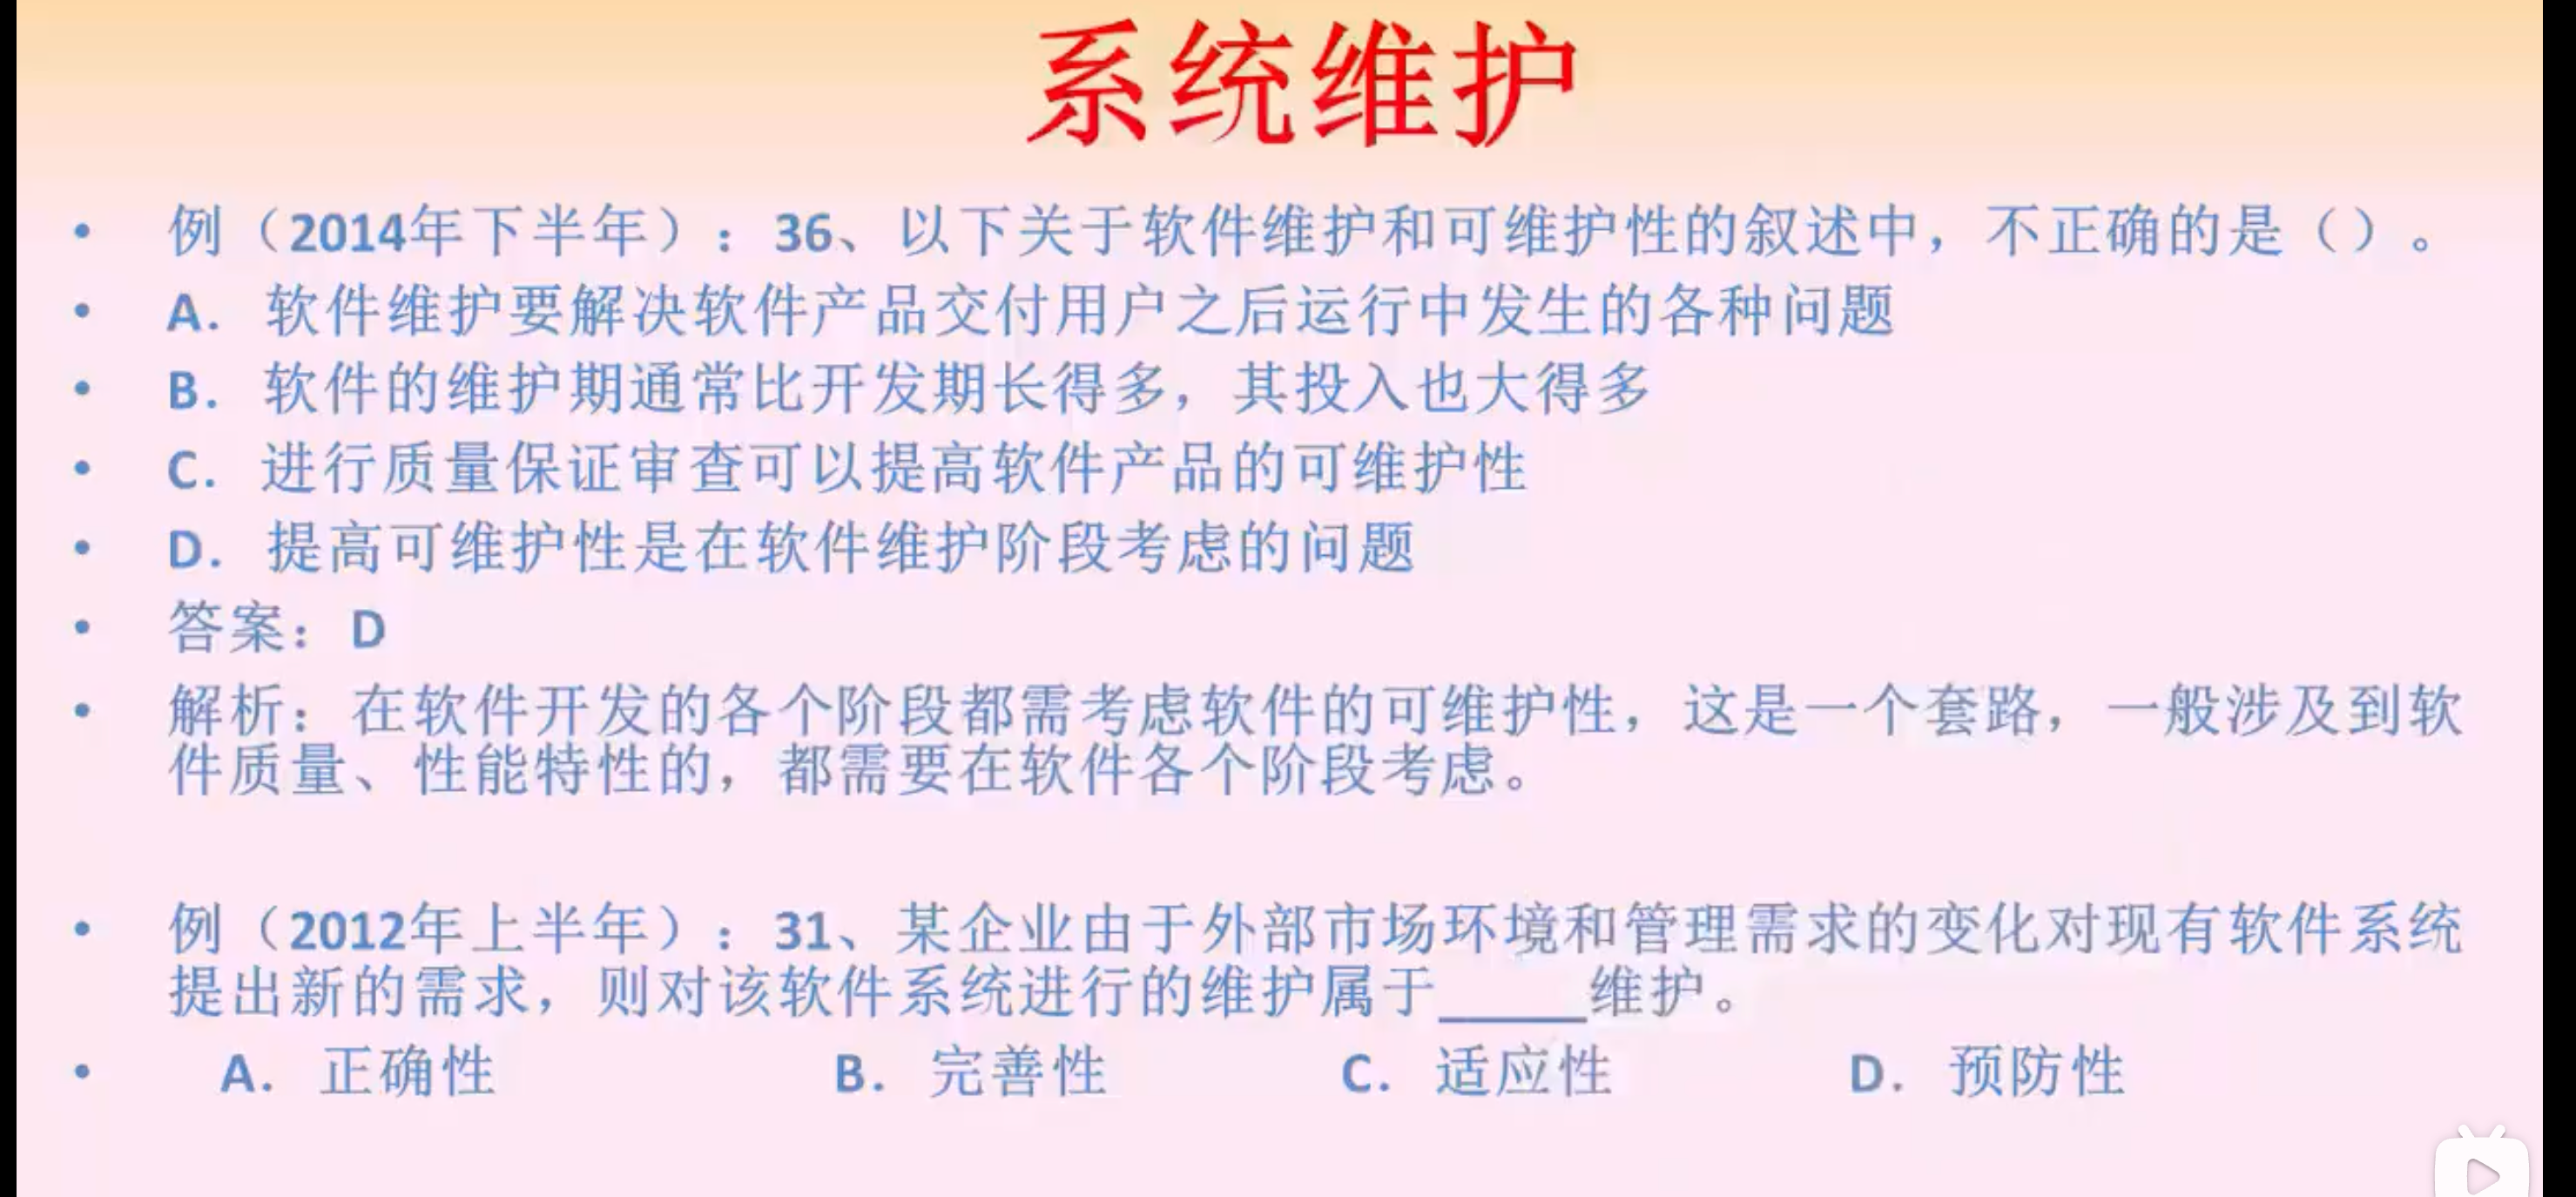 系统维护
• 例（2014年下半年）：36、以下关于软件维护和可维护性的叙述中，不正确的是（）。
• A. 软件维护要解决软件产品交付用户之后运行中发生的各种问题
• B. 软件的维护期通常比开发期长得多，其投入也大得多
• C. 进行质量保证审查可以提高软件产品的可维护性
• D. 提高可维护性是在软件维护阶段考虑的问题
• 答案：D
• 解析：在软件开发的各个阶段都需考虑软件的可维护性，这是一个套路，一般涉及到软
件质量、性能特性的，都需要在软件各个阶段考虑。
• 例（2012年上半年）：31、某企业由于外部市场环境和管理需求的变化对现有软件系统
提出新的需求，则对该软件系统进行的维护属于_____维护。
• A. 正确性 B. 完善性 C. 适应性 D. 预防性